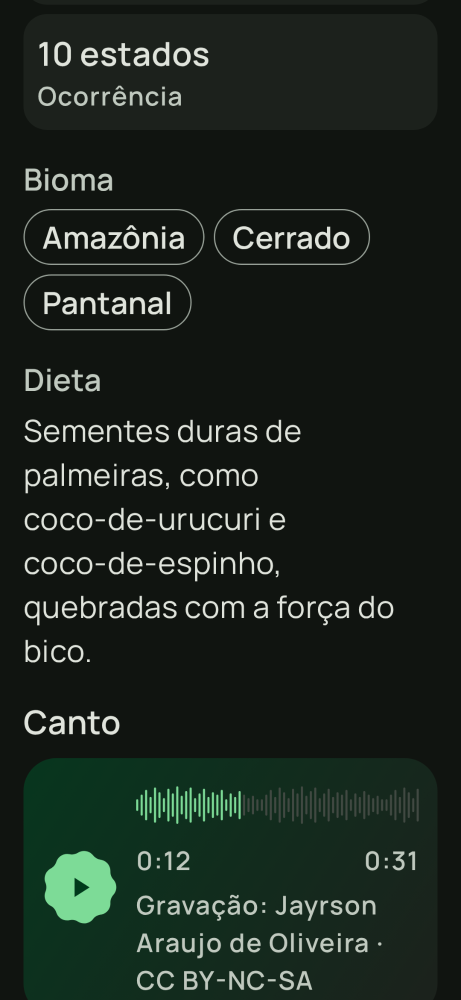 10 estados
Ocorrência
Bioma
Amazônia
Cerrado
Pantanal
Dieta
Sementes duras de
palmeiras, como
coco-de-urucuri e
coco-de-espinho,
quebradas com a força do
bico.
Canto
0:12
0:31
Gravação: Jayrson
Araujo de Oliveira ·
CC BY-NC-SA